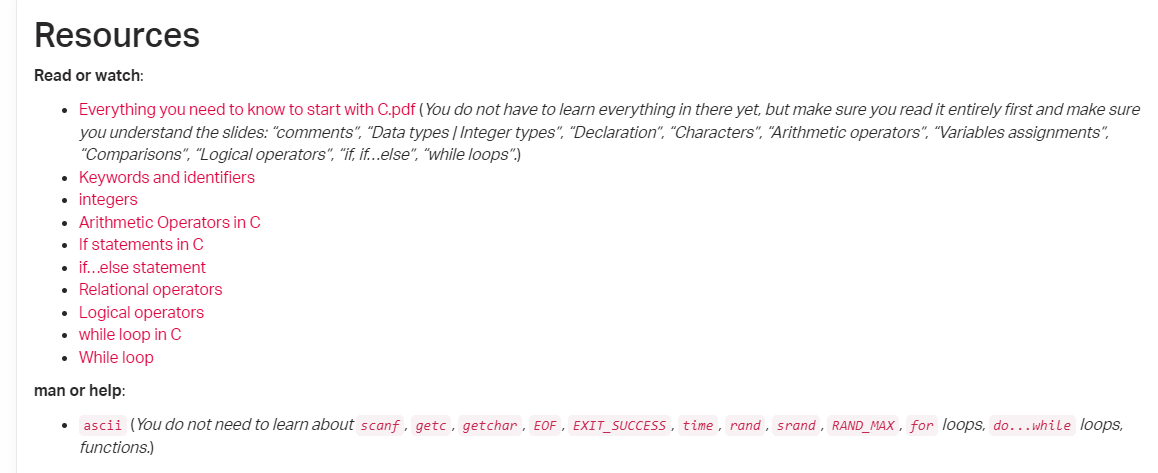 Resources
Read or watch:
• Everything you need to know to start with C.pdf (You do not have to learn everything in there yet, but make sure you read it entirely first and make sure
you understand the slides: “comments”, “Data types | Integer types”, “Declaration”, “Characters”, “Arithmetic operators”, “Variables assignments”,
“Comparisons”, “Logical operators”, “if, if…else”, “while loops”.)
• Keywords and identifiers
• integers
• Arithmetic Operators in C
• If statements in C
• if…else statement
• Relational operators
• Logical operators
• while loop in C
• While loop
man or help:
• ascii (You do not need to learn about scanf, getc, getchar, EOF, EXIT_SUCCESS, time, rand, srand, RAND_MAX, for loops, do...while loops,
functions.)